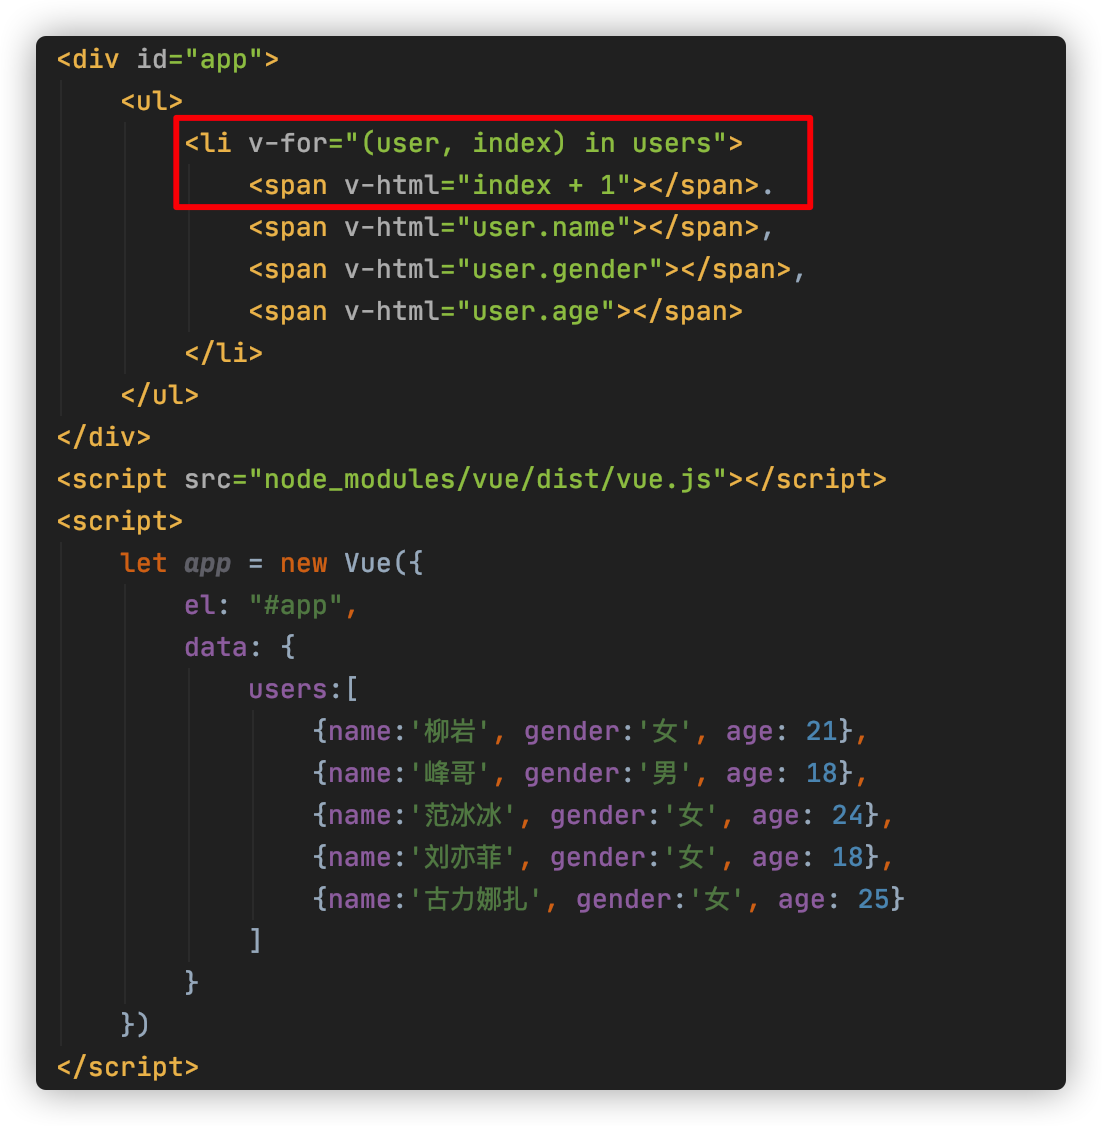 <div id="app">
    <ul>
        <li v-for="(user, index) in users">
            <span v-html="index + 1"></span>.
            <span v-html="user.name"></span>,
            <span v-html="user.gender"></span>,
            <span v-html="user.age"></span>
        </li>
    </ul>
</div>
<script src="node_modules/vue/dist/vue.js"></script>
<script>
    let app = new Vue({
        el: "#app",
        data: {
            users:[
                {name:'柳岩', gender:'女', age: 21},
                {name:'峰哥', gender:'男', age: 18},
                {name:'范冰冰', gender:'女', age: 24},
                {name:'刘亦菲', gender:'女', age: 18},
                {name:'古力娜扎', gender:'女', age: 25}
            ]
        }
    })
</script>